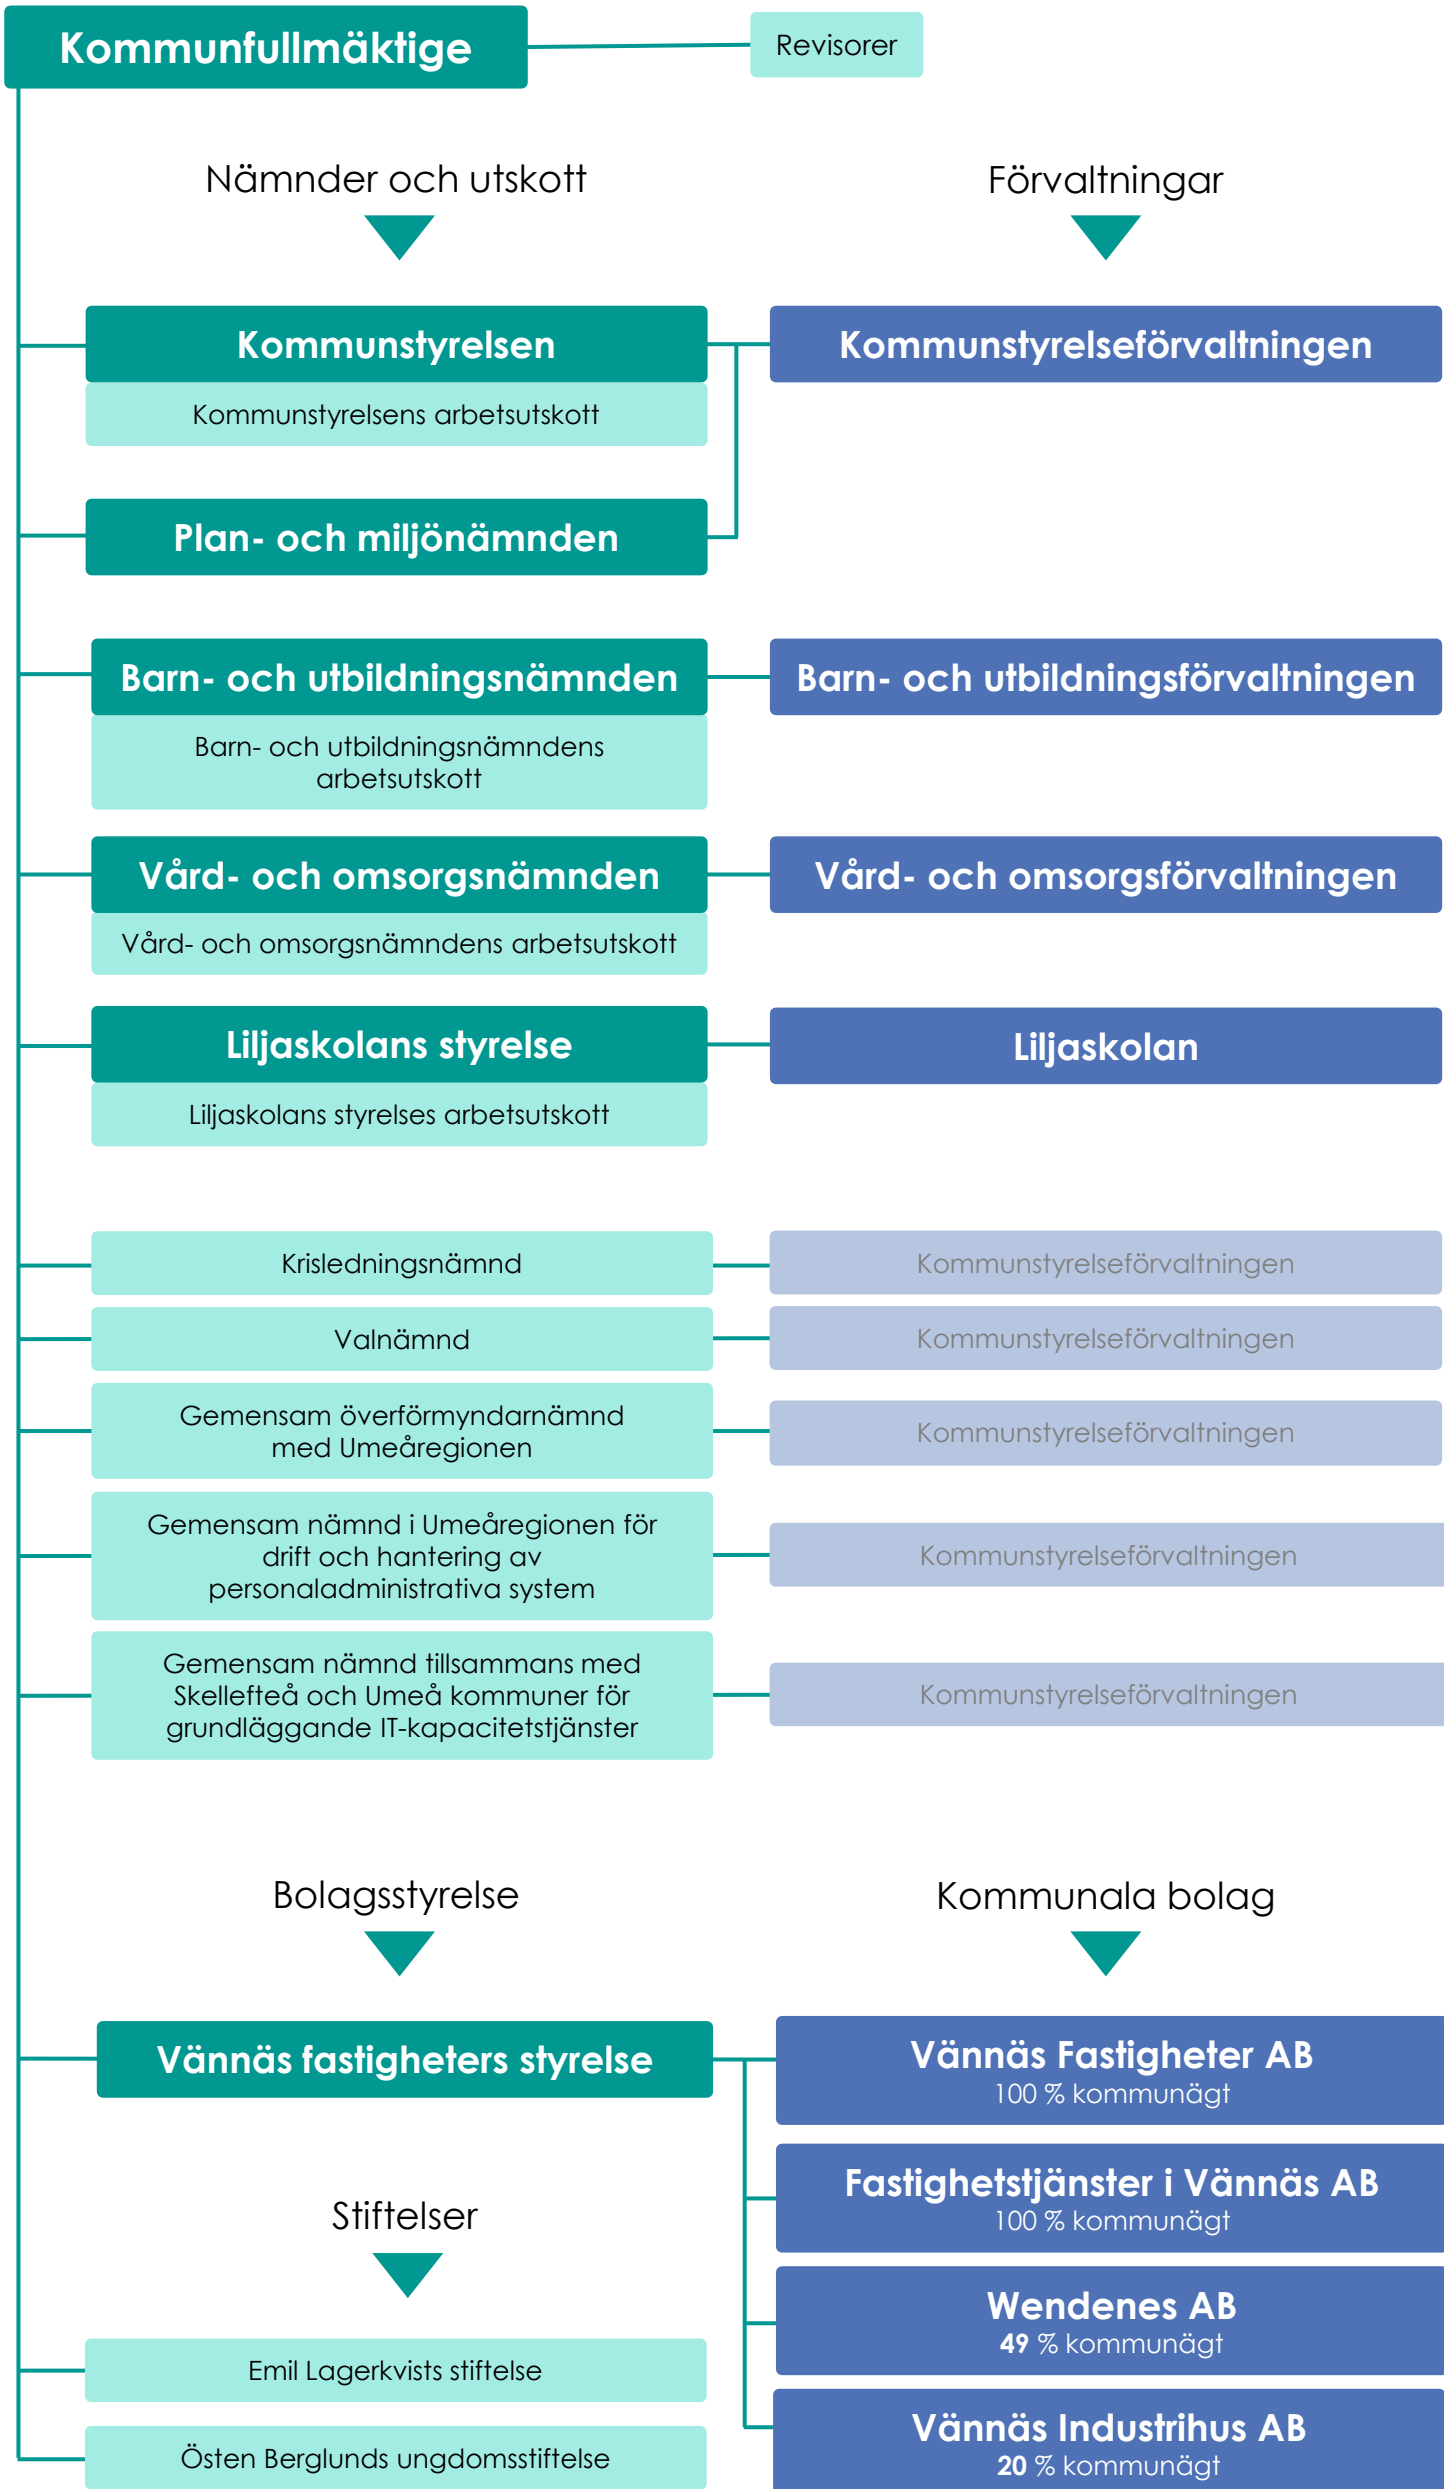 Kommunfullmäktige
Revisorer
Nämnder och utskott
Förvaltningar
Kommunstyrelsen
Kommunstyrelseförvaltningen
Kommunstyrelsens arbetsutskott
Plan- och miljönämnden
Barn- och utbildningsnämnden
Barn- och utbildningsförvaltningen
Barn- och utbildningsnämndens
arbetsutskott
Vård- och omsorgsnämnden
Vård- och omsorgsförvaltningen
Vård- och omsorgsnämndens arbetsutskott
Liljaskolans styrelse
Liljaskolan
Liljaskolans styrelses arbetsutskott
Krisledningsnämnd
Kommunstyrelseförvaltningen
Valnämnd
Kommunstyrelseförvaltningen
Gemensam överförmyndarnämnd
med Umeåregionen
Kommunstyrelseförvaltningen
Gemensam nämnd i Umeåregionen för
drift och hantering av
personaladministrativa system
Kommunstyrelseförvaltningen
Gemensam nämnd tillsammans med
Skellefteå och Umeå kommuner för
grundläggande IT-kapacitetstjänster
Kommunstyrelseförvaltningen
Bolagsstyrelse
Kommunala bolag
Vännäs fastigheters styrelse
Vännäs Fastigheter AB
100 % kommunägt
Fastighetstjänster i Vännäs AB
100 % kommunägt
Stiftelser
Wendenes AB
49 % kommunägt
Emil Lagerkvists stiftelse
Vännäs Industrihus AB
20 % kommunägt
Östen Berglunds ungdomsstiftelse